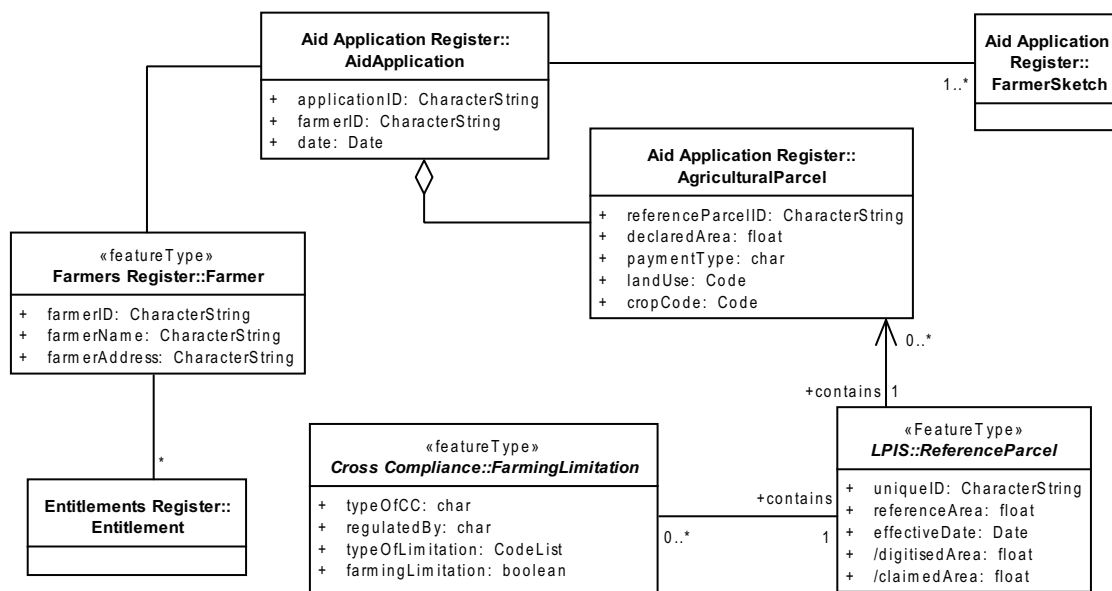 Aid Application Register::
AidApplication
+ applicationID: CharacterString
+ farmerID: CharacterString
+ date: Date
Aid Application
Register::
FarmerSketch
1..*
Aid Application Register::
AgriculturalParcel
+ referenceParcelID: CharacterString
+ declaredArea: float
+ paymentType: char
+ landUse: Code
+ cropCode: Code
«featureType»
Farmers Register::Farmer
+ farmerID: CharacterString
+ farmerName: CharacterString
+ farmerAddress: CharacterString
0..*
+contains 1
*
Entitlements Register::
Entitlement
«featureType»
Cross Compliance::FarmingLimitation
+ typeOfCC: char
+ regulatedBy: char
+ typeOfLimitation: CodeList
+ farmingLimitation: boolean
+contains
0..* 1
«FeatureType»
LPIS::ReferenceParcel
+ uniqueID: CharacterString
+ referenceArea: float
+ effectiveDate: Date
+ /digitisedArea: float
+ /claimedArea: float